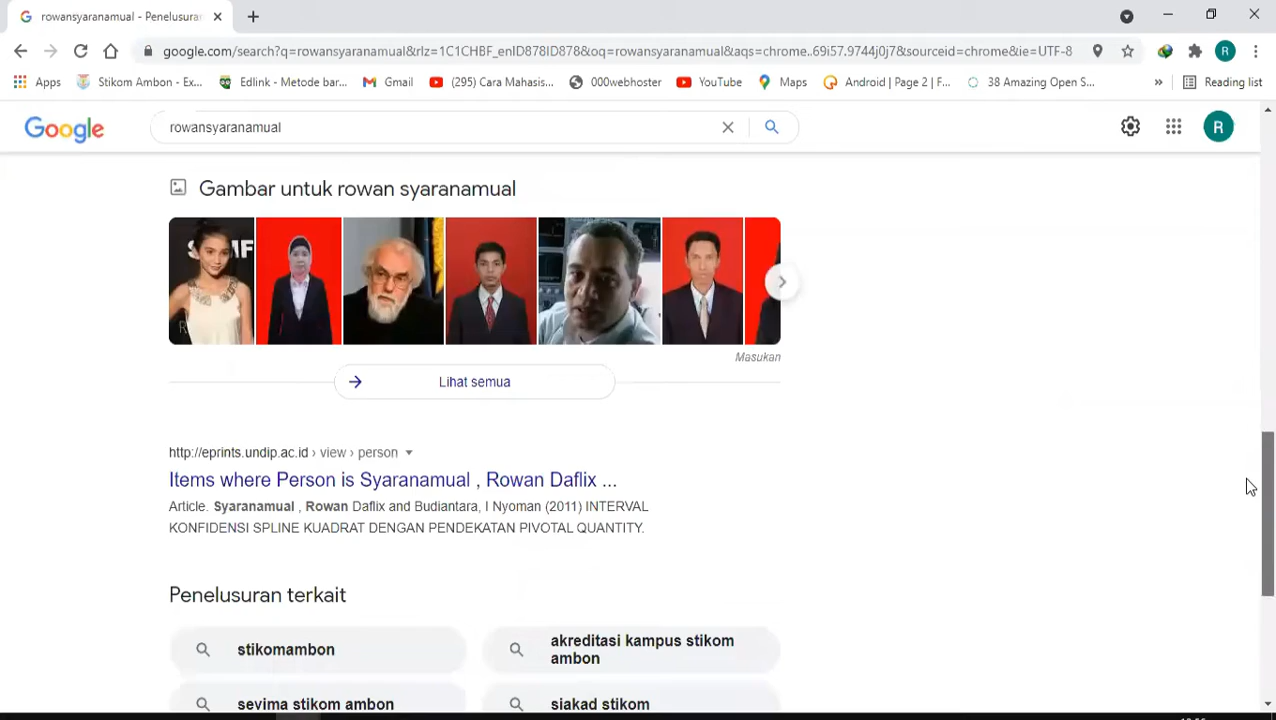 rowansyaranamual - Penelusuran
google.com/search?q=rowansyaranamual&rlz=1C1CHBF_enID878ID878&oq=rowansyaranamual&aqs=chrome..69i57.9744j0j7&sourceid=chrome&ie=UTF-8
R
Apps
Stikom Ambon - Ex...
Edlink - Metode bar...
Gmail
(295) Cara Mahasis...
000webhoster
YouTube
Maps
Android | Page 2 | F...
38 Amazing Open S...
»
Reading list
Google
rowansyaranamual
R
Gambar untuk rowan syaranamual
Masukan
Lihat semua
http://eprints.undip.ac.id › view › person
Items where Person is Syaranamual , Rowan Daflix ...
Article. Syaranamual , Rowan Daflix and Budiantara, I Nyoman (2011) INTERVAL
KONFIDENSI SPLINE KUADRAT DENGAN PENDEKATAN PIVOTAL QUANTITY.
Penelusuran terkait
stikomambon
akreditasi kampus stikom
ambon
sevima stikom ambon
siakad stikom